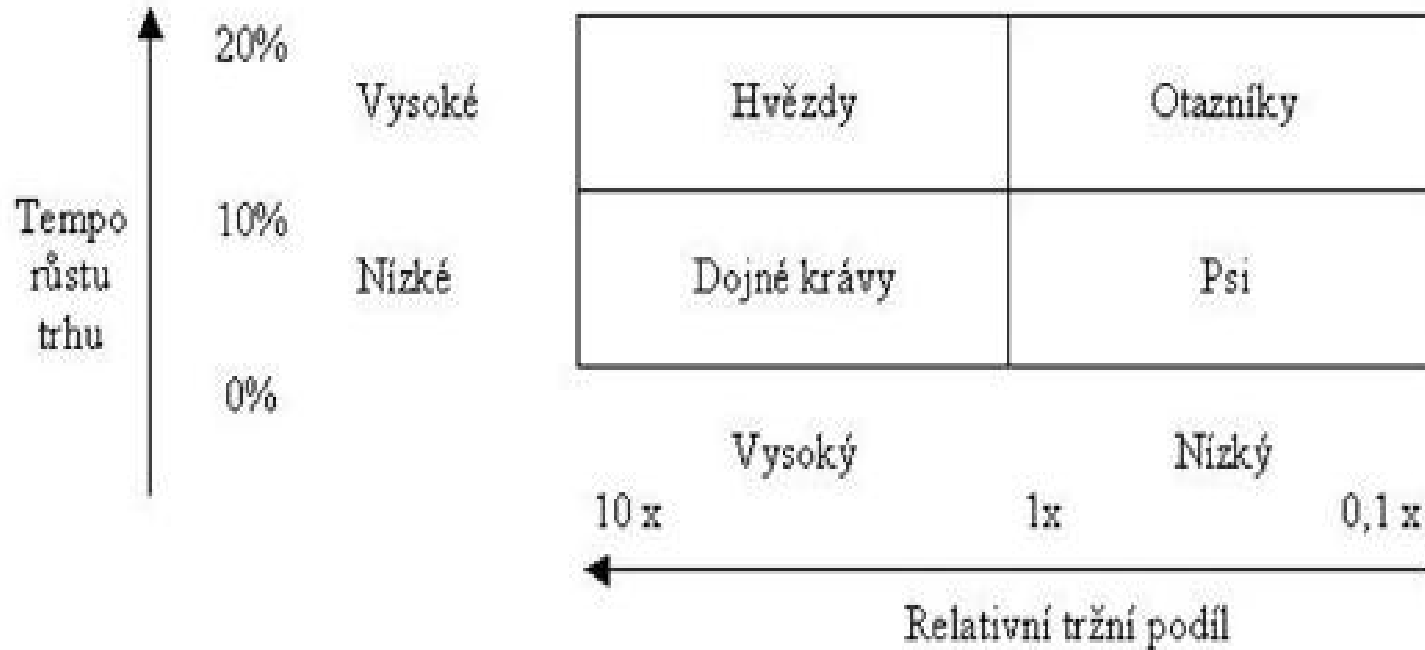 20%
Vysoké
Hvězdy
Otazníky
Tempo
růstu
trhu
10%
Nízké
Dojné krávy
Psi
0%
Vysoký
Nízký
10 x
1x
0,1 x
Relativní tržní podíl